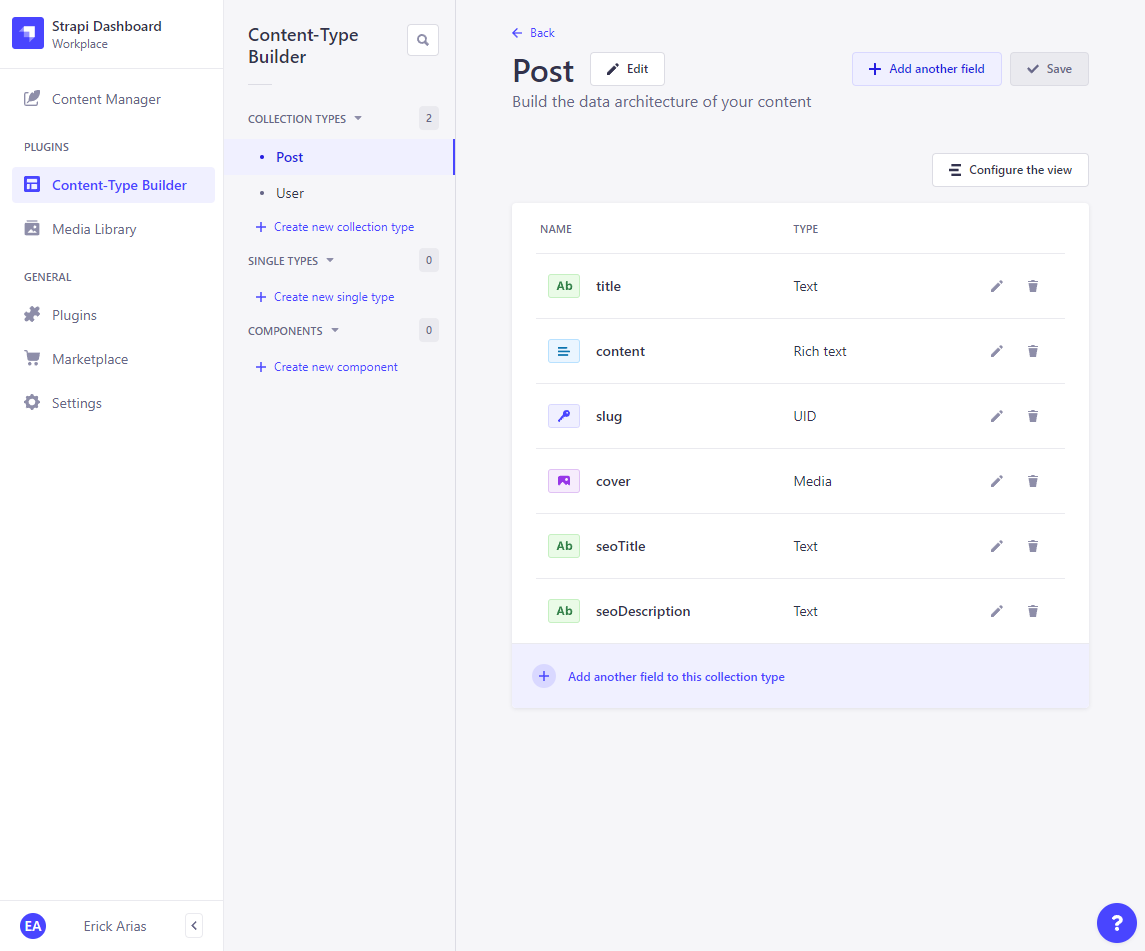 Strapi Dashboard
Workplace
Content Manager
PLUGINS
Content-Type Builder
Media Library
GENERAL
Plugins
Marketplace
Settings
EA
Erick Arias
Content-Type
Builder
COLLECTION TYPES
2
Post
User
Create new collection type
SINGLE TYPES
0
Create new single type
COMPONENTS
0
Create new component
Back
Post
Edit
Add another field
Save
Build the data architecture of your content
Configure the view
NAME TYPE
Ab title Text
content Rich text
slug UID
cover Media
Ab seoTitle Text
Ab seoDescription Text
Add another field to this collection type
?